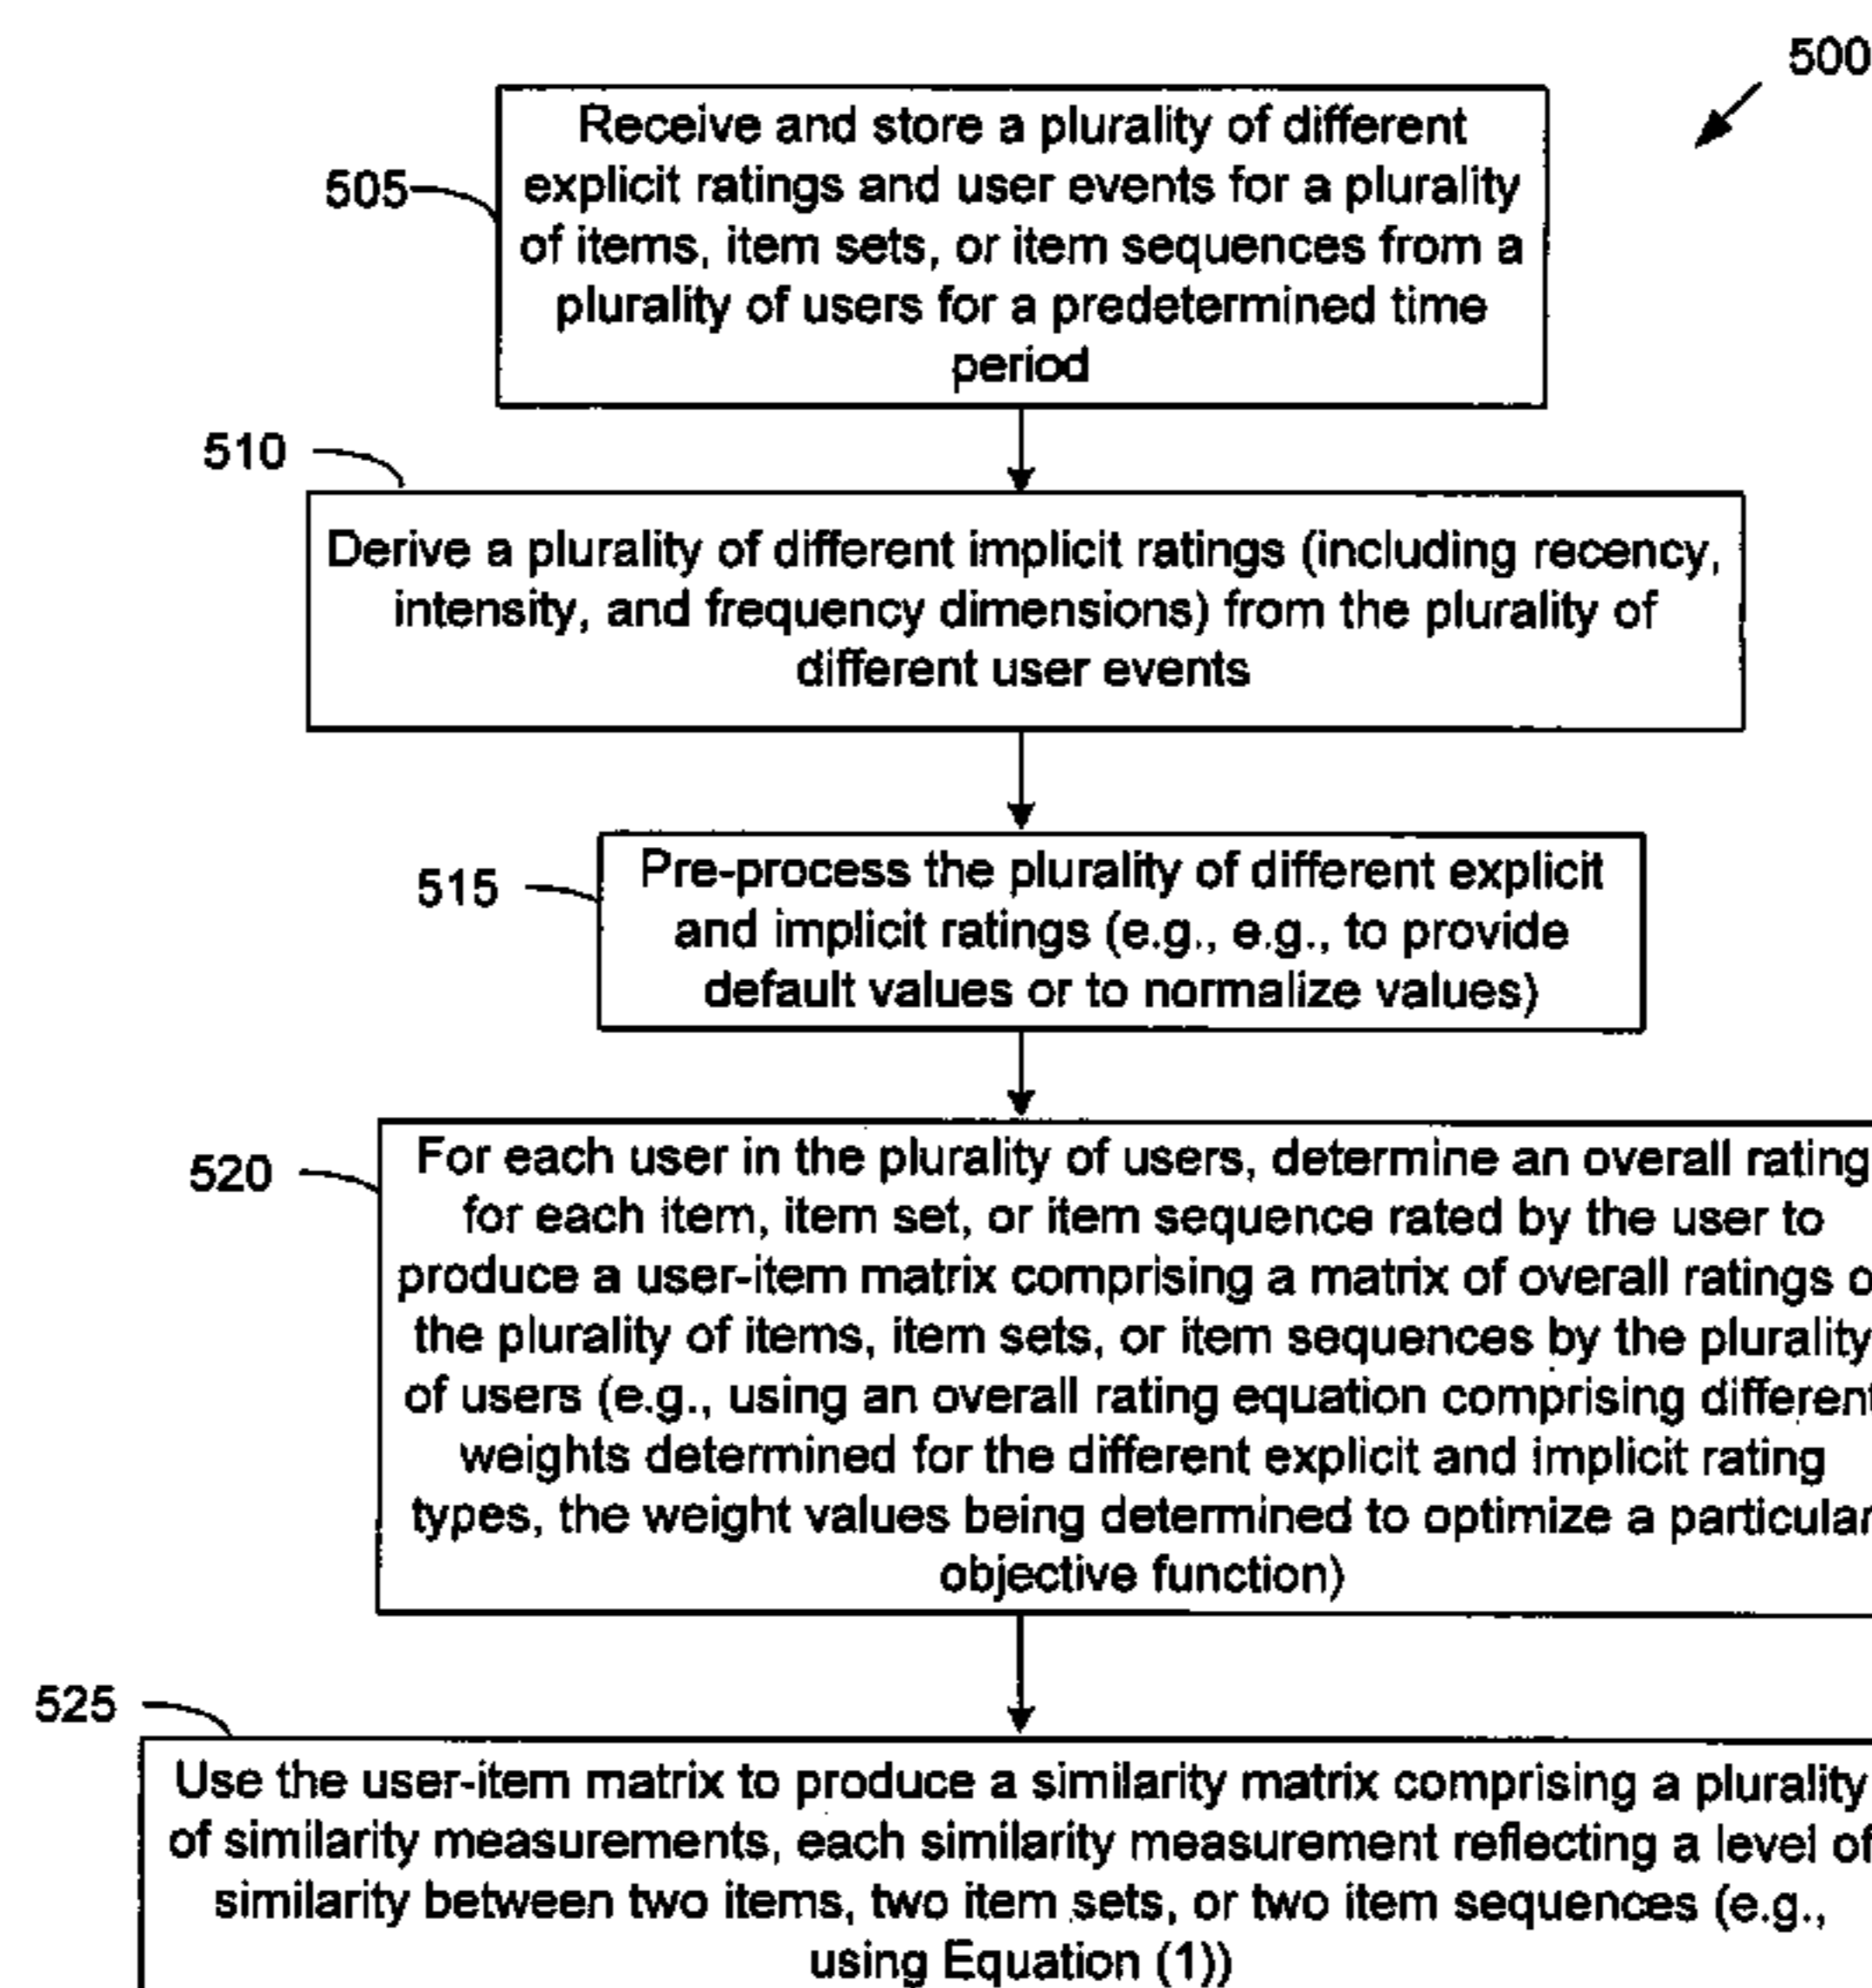 500
505
Receive and store a plurality of different
explicit ratings and user events for a plurality
of items, item sets, or item sequences from a
plurality of users for a predetermined time
period
510
Derive a plurality of different implicit ratings (including recency,
intensity, and frequency dimensions) from the plurality of
different user events
515
Pre-process the plurality of different explicit
and implicit ratings (e.g., e.g., to provide
default values or to normalize values)
520
For each user in the plurality of users, determine an overall rating
for each item, item set, or item sequence rated by the user to
produce a user-item matrix comprising a matrix of overall ratings
the plurality of items, item sets, or item sequences by the plurality
of users (e.g., using an overall rating equation comprising different
weights determined for the different explicit and implicit rating
types, the weight values being determined to optimize a particular
objective function)
525
Use the user-item matrix to produce a similarity matrix comprising a plurality
of similarity measurements, each similarity measurement reflecting a level of
similarity between two items, two item sets, or two item sequences (e.g.,
using Equation (1))